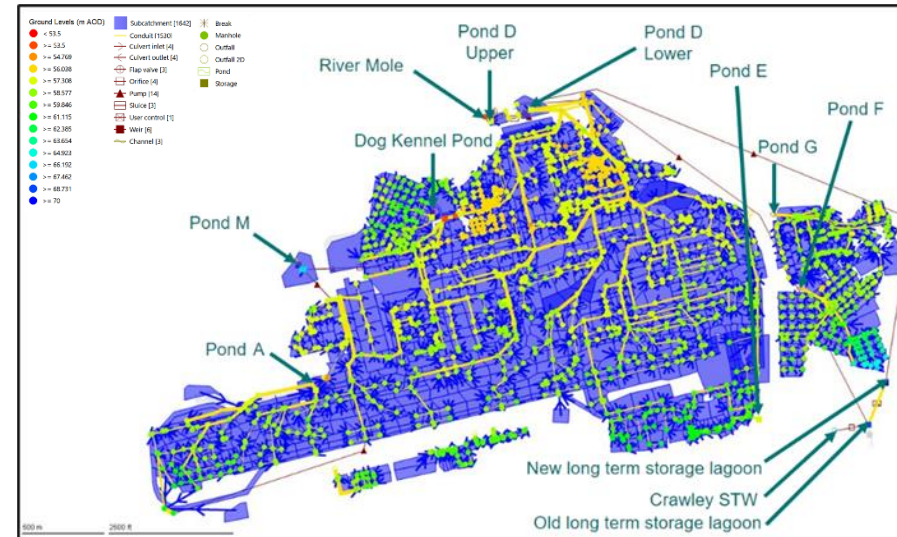 Ground Levels (m AOD)
< 53.5
>= 53.5
>= 54.769
>= 56.038
>= 57.308
>= 58.577
>= 59.846
>= 61.115
>= 62.385
>= 63.654
>= 64.923
>= 66.192
>= 67.462
>= 68.731
>= 70
Subcatchment [1642]
Conduit [1530]
Culvert inlet [4]
Culvert outlet [4]
Flap valve [3]
Orifice [4]
Pump [14]
Sluice [3]
User control [1]
Weir [6]
Channel [3]
Break
Manhole
Outfall
Outfall 2D
Pond
Storage
Pond D
Upper
Pond D
Lower
River Mole
Pond E
Pond F
Dog Kennel Pond
Pond G
Pond M
Pond A
New long term storage lagoon
Crawley STW
Old long term storage lagoon
500 m
2500 ft